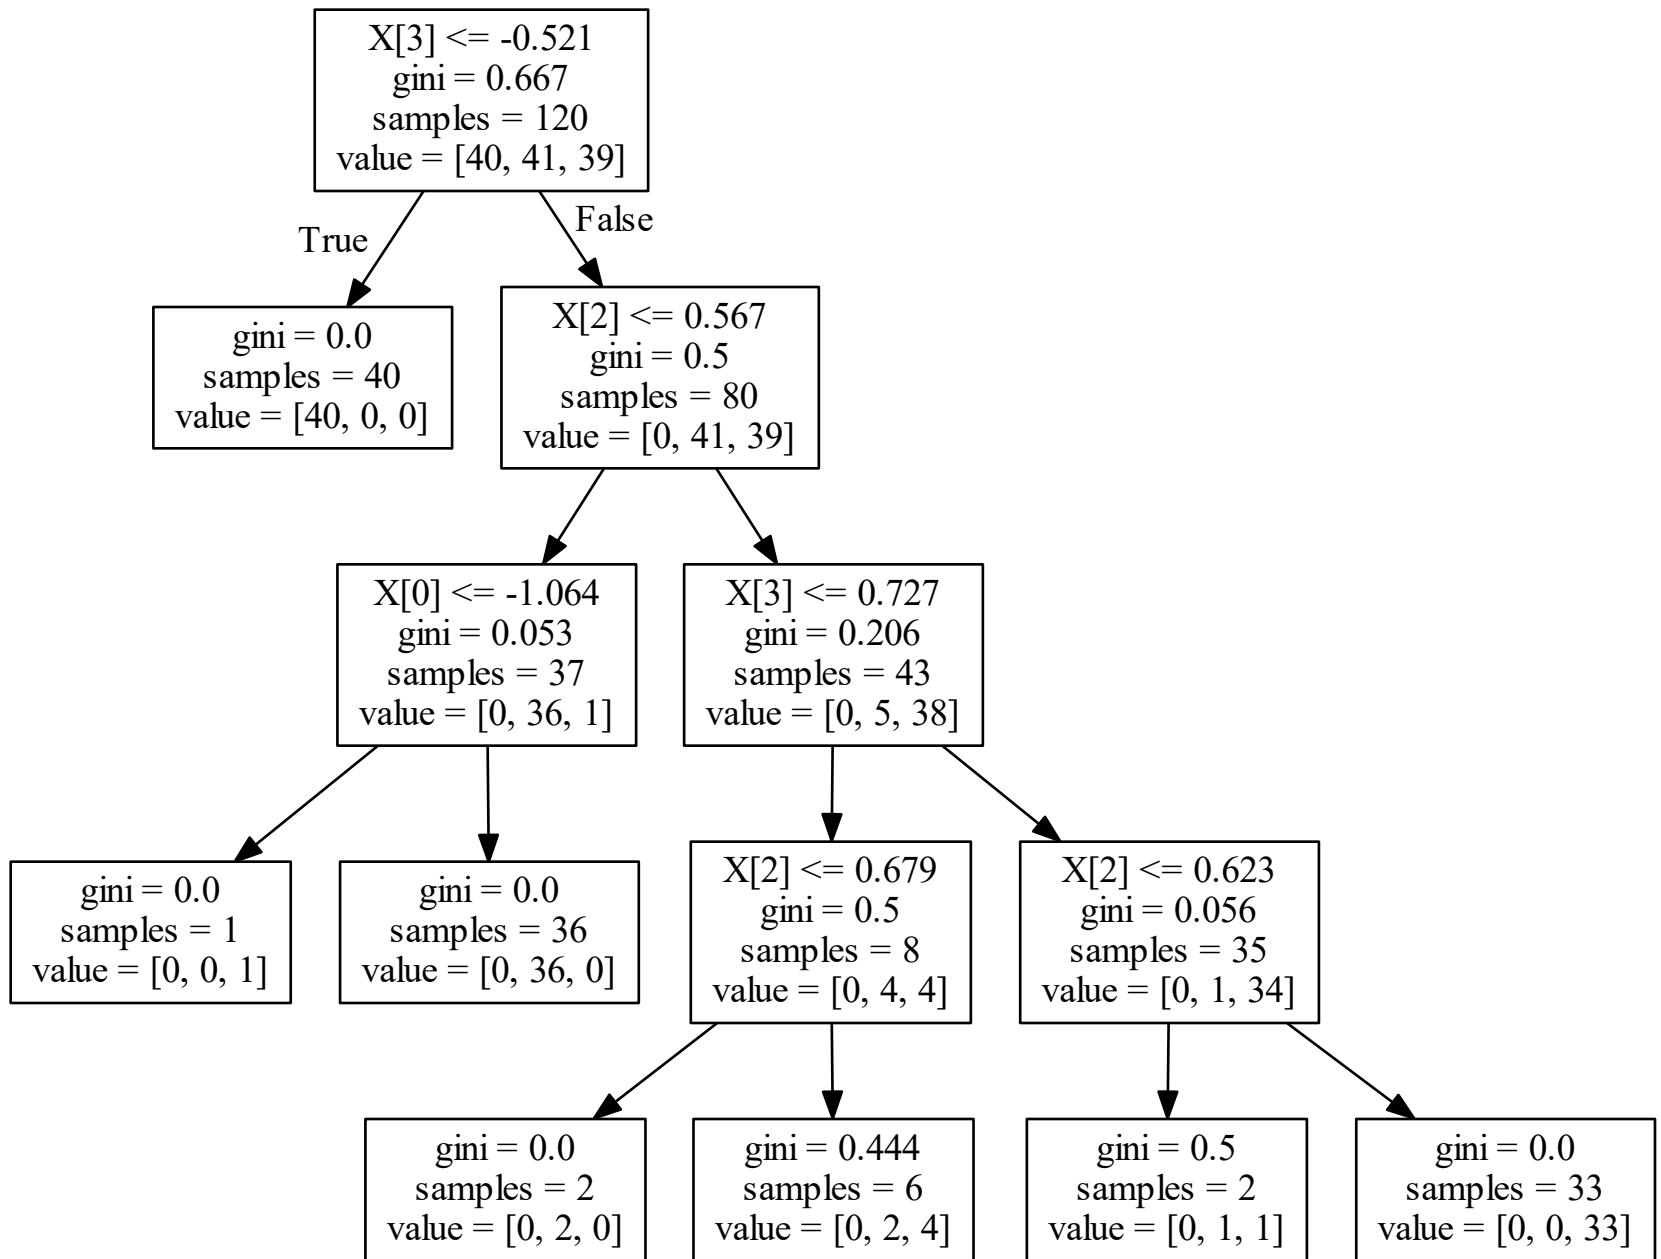 X[3] <= -0.521
gini = 0.667
samples = 120
value = [40, 41, 39]
True
False
gini = 0.0
samples = 40
value = [40, 0, 0]
X[2] <= 0.567
gini = 0.5
samples = 80
value = [0, 41, 39]
X[0] <= -1.064
gini = 0.053
samples = 37
value = [0, 36, 1]
X[3] <= 0.727
gini = 0.206
samples = 43
value = [0, 5, 38]
gini = 0.0
samples = 1
value = [0, 0, 1]
gini = 0.0
samples = 36
value = [0, 36, 0]
X[2] <= 0.679
gini = 0.5
samples = 8
value = [0, 4, 4]
X[2] <= 0.623
gini = 0.056
samples = 35
value = [0, 1, 34]
gini = 0.0
samples = 2
value = [0, 2, 0]
gini = 0.444
samples = 6
value = [0, 2, 4]
gini = 0.5
samples = 2
value = [0, 1, 1]
gini = 0.0
samples = 33
value = [0, 0, 33]